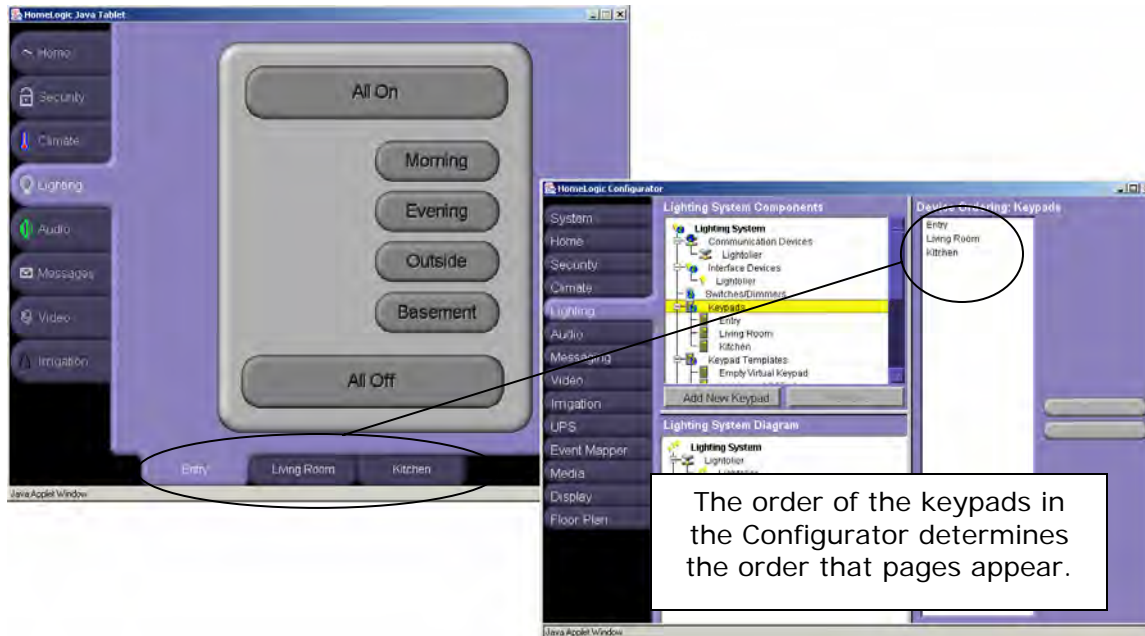 HomeLogic Java Tablet
Home
Security
Climate
Lighting
Audio
Messages
Video
Irrigation
All On
Morning
Evening
Outside
Basement
All Off
Entry
Living Room
Kitchen
Java Applet Window
HomeLogic Configurator
System
Home
Security
Climate
Lighting
Audio
Messaging
Video
Irrigation
UPS
Event Mapper
Media
Display
Floor Plan
Lighting System Components
Lighting System
Communication Devices
Lightolier
Interface Devices
Lightolier
Switches/Dimmers
Keypads
Entry
Living Room
Kitchen
Keypad Templates
Empty Virtual Keypad
Add New Keypad
Lighting System Diagram
Lighting System
Lightolier
Device Ordering: Keypads
Entry
Living Room
Kitchen
The order of the keypads in
the Configurator determines
the order that pages appear.
Java Applet Window